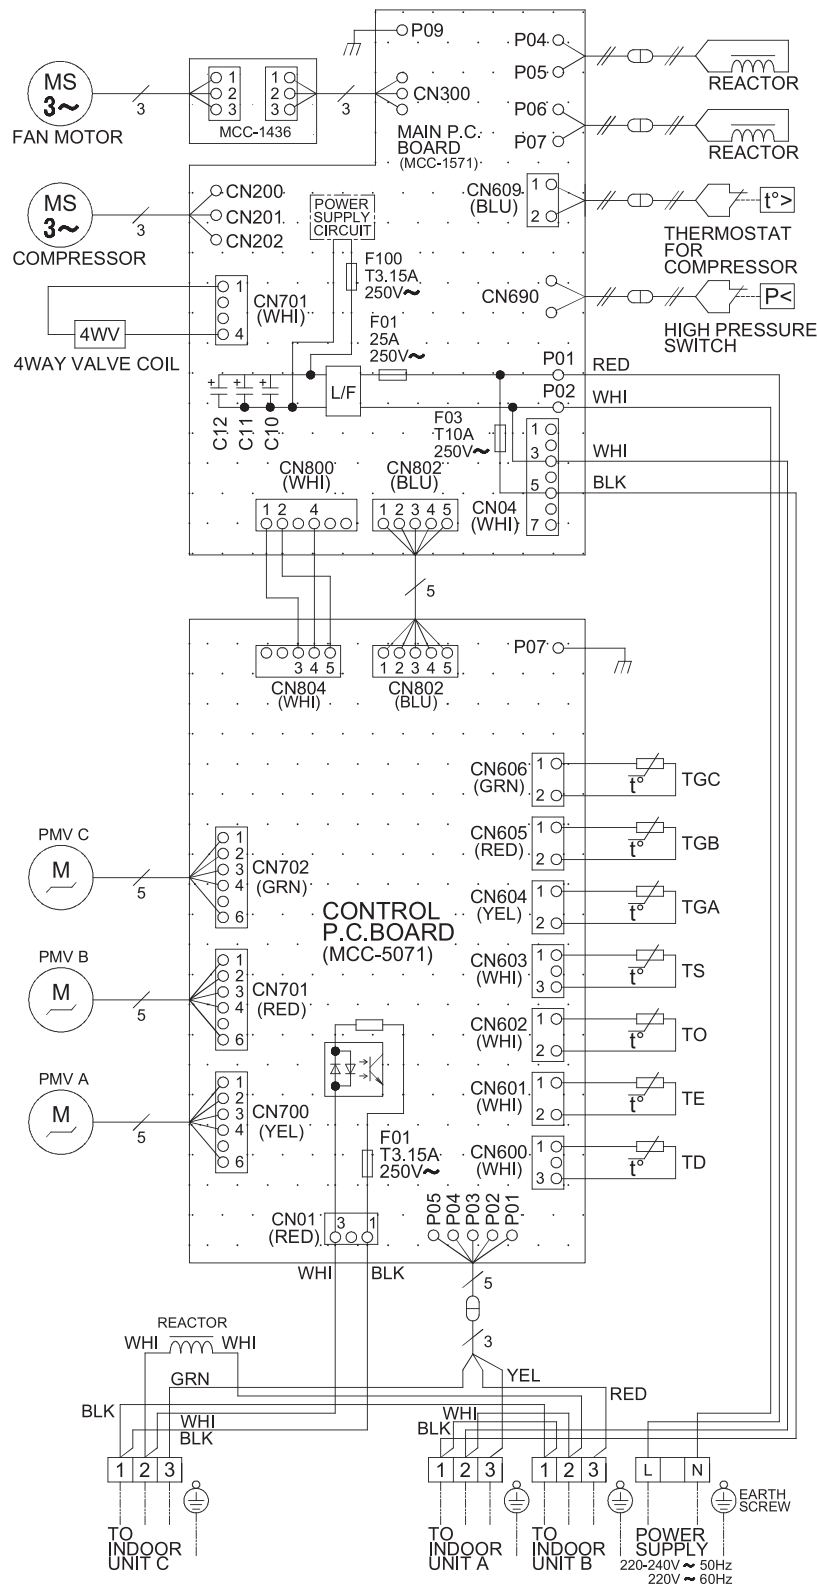 P09
P04
P05
REACTOR
MS
3~
3
FAN MOTOR
1
2
3
1
2
3
MCC-1436
3
CN300
MAIN P.C.
BOARD
(MCC-1571)
P06
P07
REACTOR
MS
3~
3
COMPRESSOR
CN200
CN201
CN202
POWER
SUPPLY
CIRCUIT
CN609
(BLU)
1
2
t°>
THERMOSTAT
FOR
COMPRESSOR
F100
T3.15A
250V~
CN690
P<
HIGH PRESSURE
SWITCH
1
4
CN701
(WHI)
4WV
4WAY VALVE COIL
F01
25A
250V~
P01
RED
P02
WHI
+
+
+
C12
C11
C10
L/F
F03
T10A
250V~
1
3
5
7
CN04
(WHI)
WHI
BLK
CN800
(WHI)
1 2 4
CN802
(BLU)
1 2 3 4 5
5
3 4 5
CN804
(WHI)
1 2 3 4 5
CN802
(BLU)
P07
CN606
(GRN)
1
2
t°
TGC
CN605
(RED)
1
2
t°
TGB
CN604
(YEL)
1
2
t°
TGA
CN603
(WHI)
1
3
t°
TS
CN602
(WHI)
1
2
t°
TO
CN601
(WHI)
1
2
t°
TE
CN600
(WHI)
1
3
t°
TD
PMV C
M
5
1
2
3
4
6
CN702
(GRN)
CONTROL
P.C.BOARD
(MCC-5071)
PMV B
M
5
1
2
3
4
6
CN701
(RED)
PMV A
M
5
1
2
3
4
6
CN700
(YEL)
F01
T3.15A
250V~
CN01
(RED)
3 1
WHI BLK
P05
P04
P03
P02
P01
5
3
REACTOR
WHI WHI
GRN
YEL
RED
BLK
WHI
BLK
WHI
BLK
1 2 3
TO
INDOOR
UNIT C
1 2 3
TO
INDOOR
UNIT A
1 2 3
TO
INDOOR
UNIT B
L N
EARTH
SCREW
POWER
SUPPLY
220-240V ~ 50Hz
220V ~ 60Hz